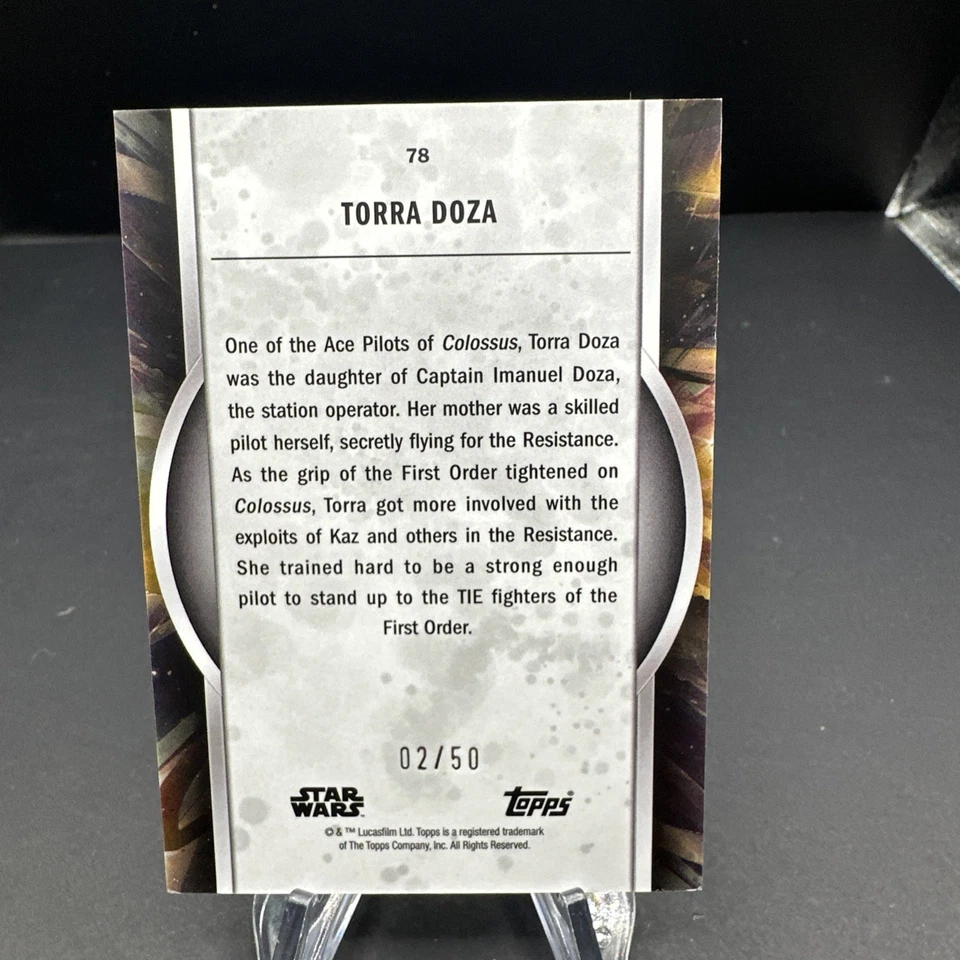 78
TORRA DOZA
One of the Ace Pilots of Colossus, Torra Doza
was the daughter of Captain Imanuel Doza,
the station operator. Her mother was a skilled
pilot herself, secretly flying for the Resistance.
As the grip of the First Order tightened on
Colossus, Torra got more involved with the
exploits of Kaz and others in the Resistance.
She trained hard to be a strong enough
pilot to stand up to the TIE fighters of the
First Order.
02/50
STAR WARS™ topps®
© & ™ Lucasfilm Ltd. Topps is a registered trademark
of The Topps Company, Inc. All Rights Reserved.